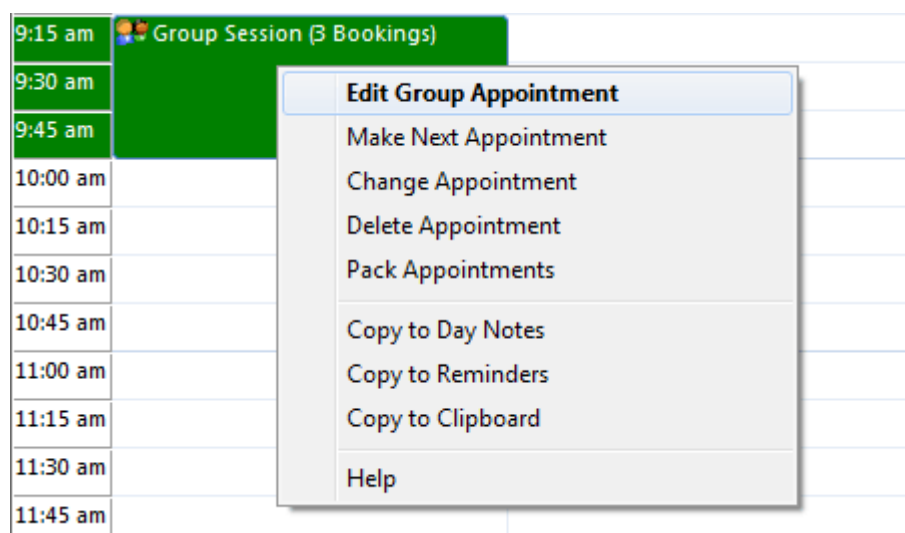 9:15 am Group Session (3 Bookings)
9:30 am
Edit Group Appointment
9:45 am
Make Next Appointment
10:00 am
Change Appointment
10:15 am
Delete Appointment
10:30 am
Pack Appointments
10:45 am
Copy to Day Notes
11:00 am
Copy to Reminders
11:15 am
Copy to Clipboard
11:30 am
Help
11:45 am